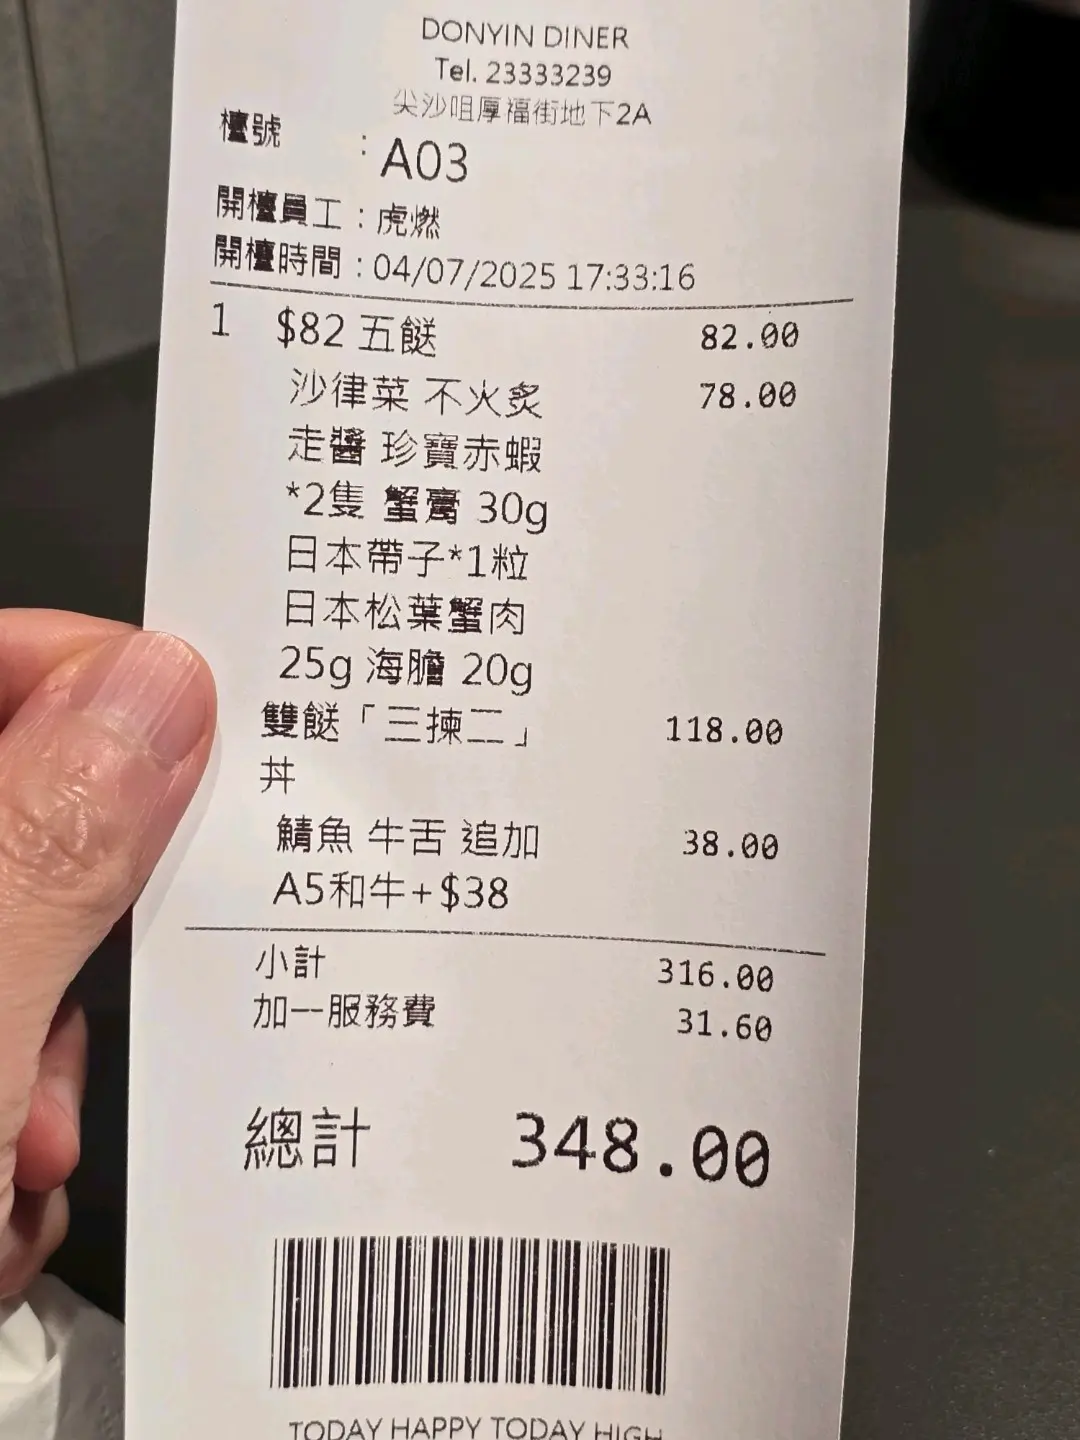 DONYIN DINER
Tel. 23333239
尖沙咀厚福街地下2A
檯號 : A03
開檯員工 : 虎燃
開檯時間 : 04/07/2025 17:33:16
1 $82 五餸 82.00
沙律菜 不火炙 78.00
走醬 珍寶赤蝦
*2隻 蟹膏 30g
日本帶子*1粒
日本松葉蟹肉
25g 海膽 20g
雙餸「三揀二」 118.00
丼
鯖魚 牛舌 追加 38.00
A5和牛+$38
小計 316.00
加一服務費 31.60
總計 348.00
TODAY HAPPY TODAY HIGH